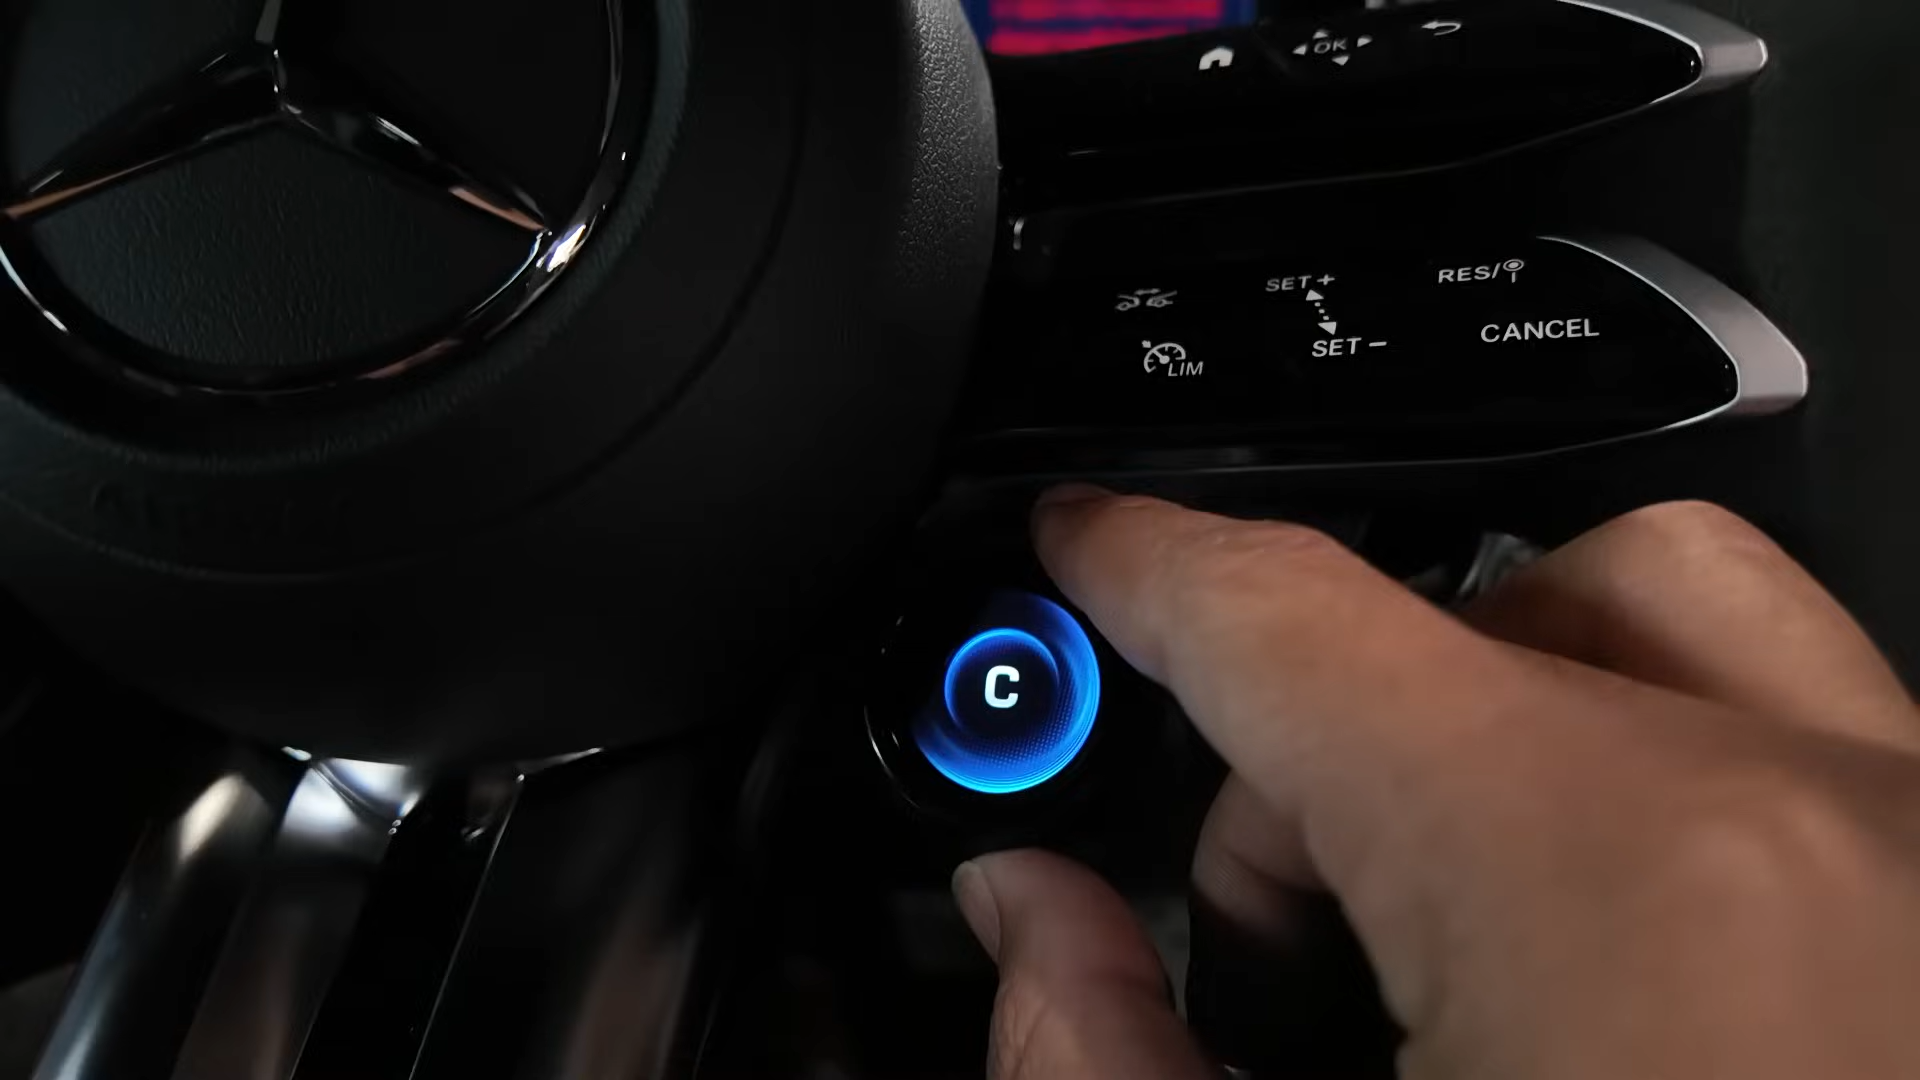 OK
SET +
RES/
SET -
CANCEL
LIM
C